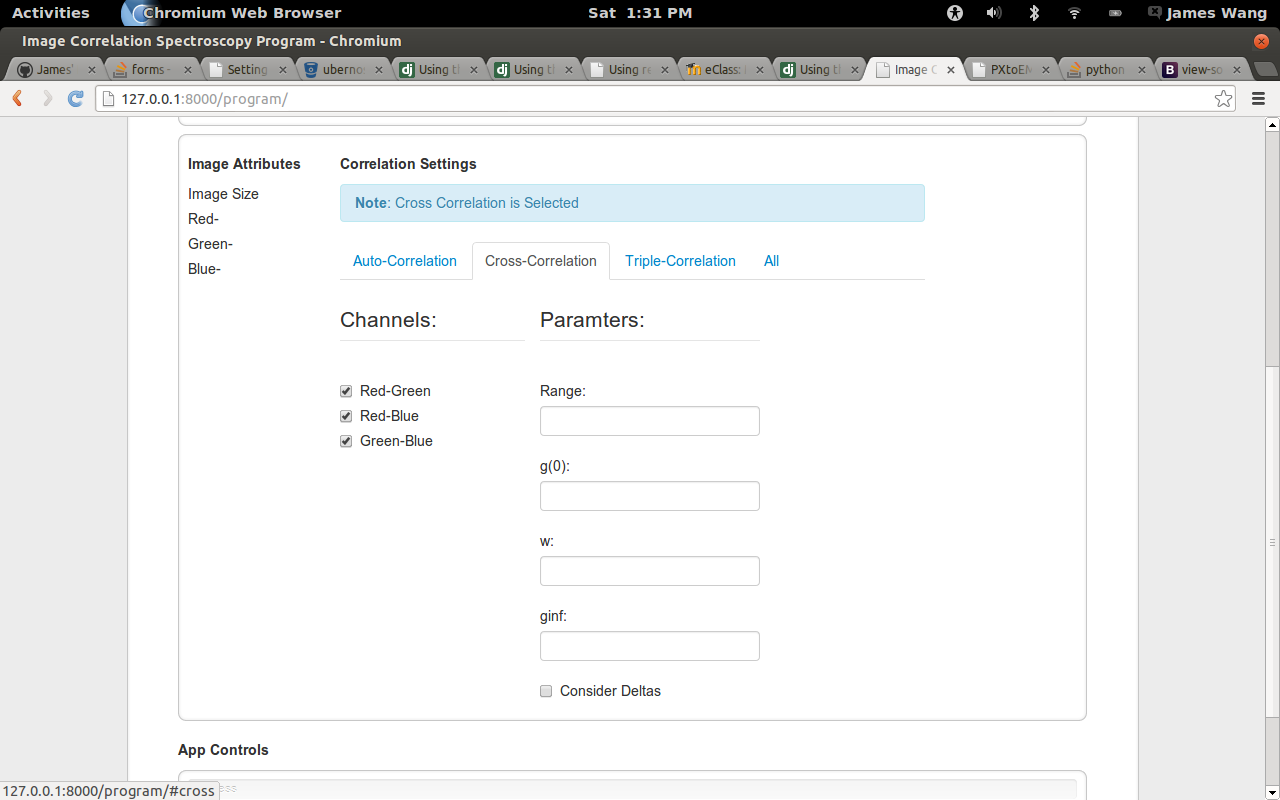 Activities Chromium Web Browser Sat 1:31 PM James Wang
Image Correlation Spectroscopy Program - Chromium
James' forms - Setting uberno Using t Using t Using re eClass: Using t Image C PXtoEM python view-so
127.0.0.1:8000/program/
Image Attributes
Image Size
Red-
Green-
Blue-
Correlation Settings
Note: Cross Correlation is Selected
Auto-Correlation Cross-Correlation Triple-Correlation All
Channels:
Red-Green
Red-Blue
Green-Blue
Paramters:
Range:
g(0):
w:
ginf:
Consider Deltas
App Controls
127.0.0.1:8000/program/#cross